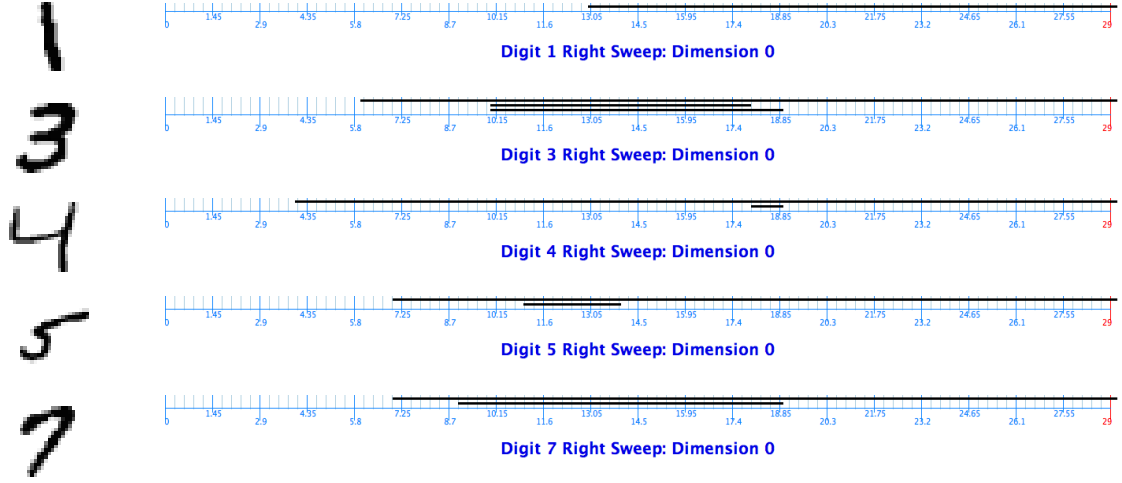 1
0 1.45 2.9 4.35 5.8 7.25 8.7 10.15 11.6 13.05 14.5 15.95 17.4 18.85 20.3 21.75 23.2 24.65 26.1 27.55 29
Digit 1 Right Sweep: Dimension 0
3
0 1.45 2.9 4.35 5.8 7.25 8.7 10.15 11.6 13.05 14.5 15.95 17.4 18.85 20.3 21.75 23.2 24.65 26.1 27.55 29
Digit 3 Right Sweep: Dimension 0
4
0 1.45 2.9 4.35 5.8 7.25 8.7 10.15 11.6 13.05 14.5 15.95 17.4 18.85 20.3 21.75 23.2 24.65 26.1 27.55 29
Digit 4 Right Sweep: Dimension 0
5
0 1.45 2.9 4.35 5.8 7.25 8.7 10.15 11.6 13.05 14.5 15.95 17.4 18.85 20.3 21.75 23.2 24.65 26.1 27.55 29
Digit 5 Right Sweep: Dimension 0
7
0 1.45 2.9 4.35 5.8 7.25 8.7 10.15 11.6 13.05 14.5 15.95 17.4 18.85 20.3 21.75 23.2 24.65 26.1 27.55 29
Digit 7 Right Sweep: Dimension 0